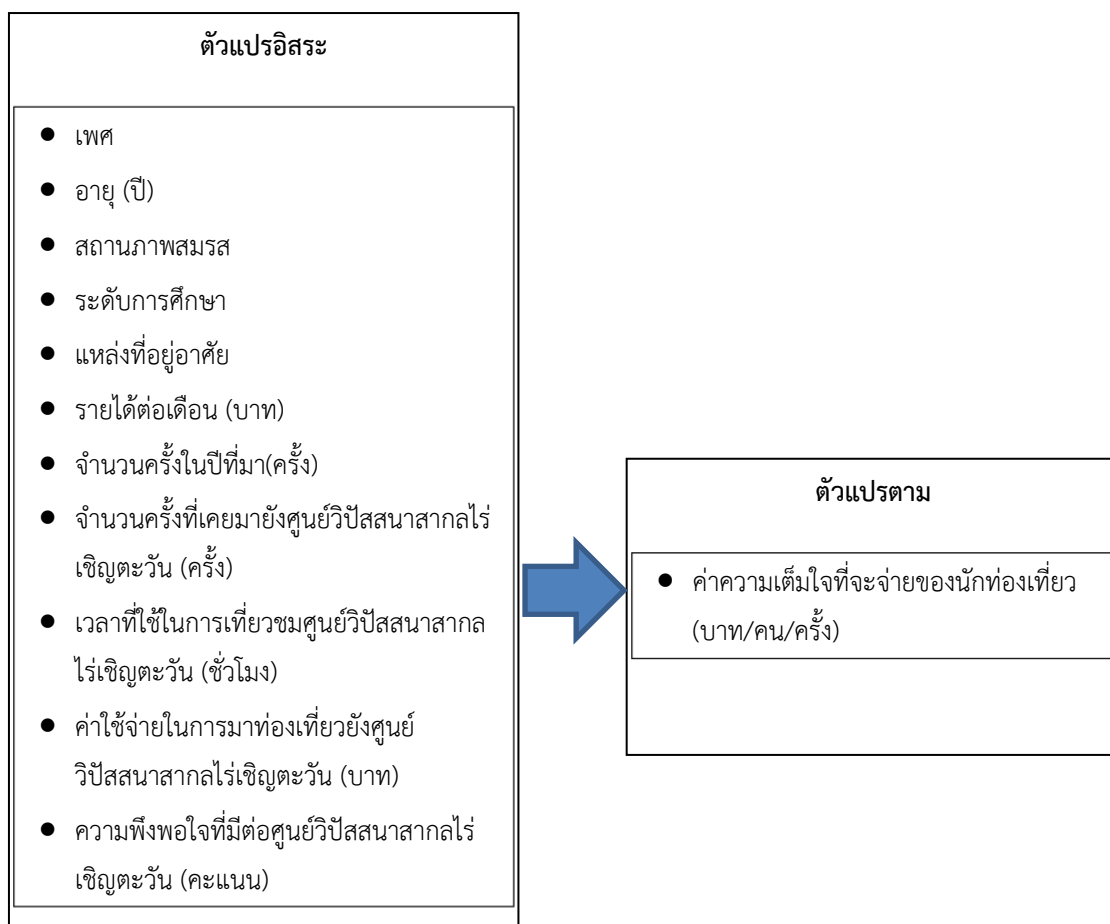 ตัวแปรอิสระ
● เพศ
● อายุ (ปี)
● สถานภาพสมรส
● ระดับการศึกษา
● แหล่งที่อยู่อาศัย
● รายได้ต่อเดือน (บาท)
● จำนวนครั้งในปีที่มา(ครั้ง)
● จำนวนครั้งที่เคยมายังศูนย์วิปัสสนาสากลไร่
เชิญตะวัน (ครั้ง)
● เวลาที่ใช้ในการเที่ยวชมศูนย์วิปัสสนาสากล
ไร่เชิญตะวัน (ชั่วโมง)
● ค่าใช้จ่ายในการมาท่องเที่ยวยังศูนย์
วิปัสสนาสากลไร่เชิญตะวัน (บาท)
● ความพึงพอใจที่มีต่อศูนย์วิปัสสนาสากลไร่
เชิญตะวัน (คะแนน)
ตัวแปรตาม
● ค่าความเต็มใจที่จะจ่ายของนักท่องเที่ยว
(บาท/คน/ครั้ง)